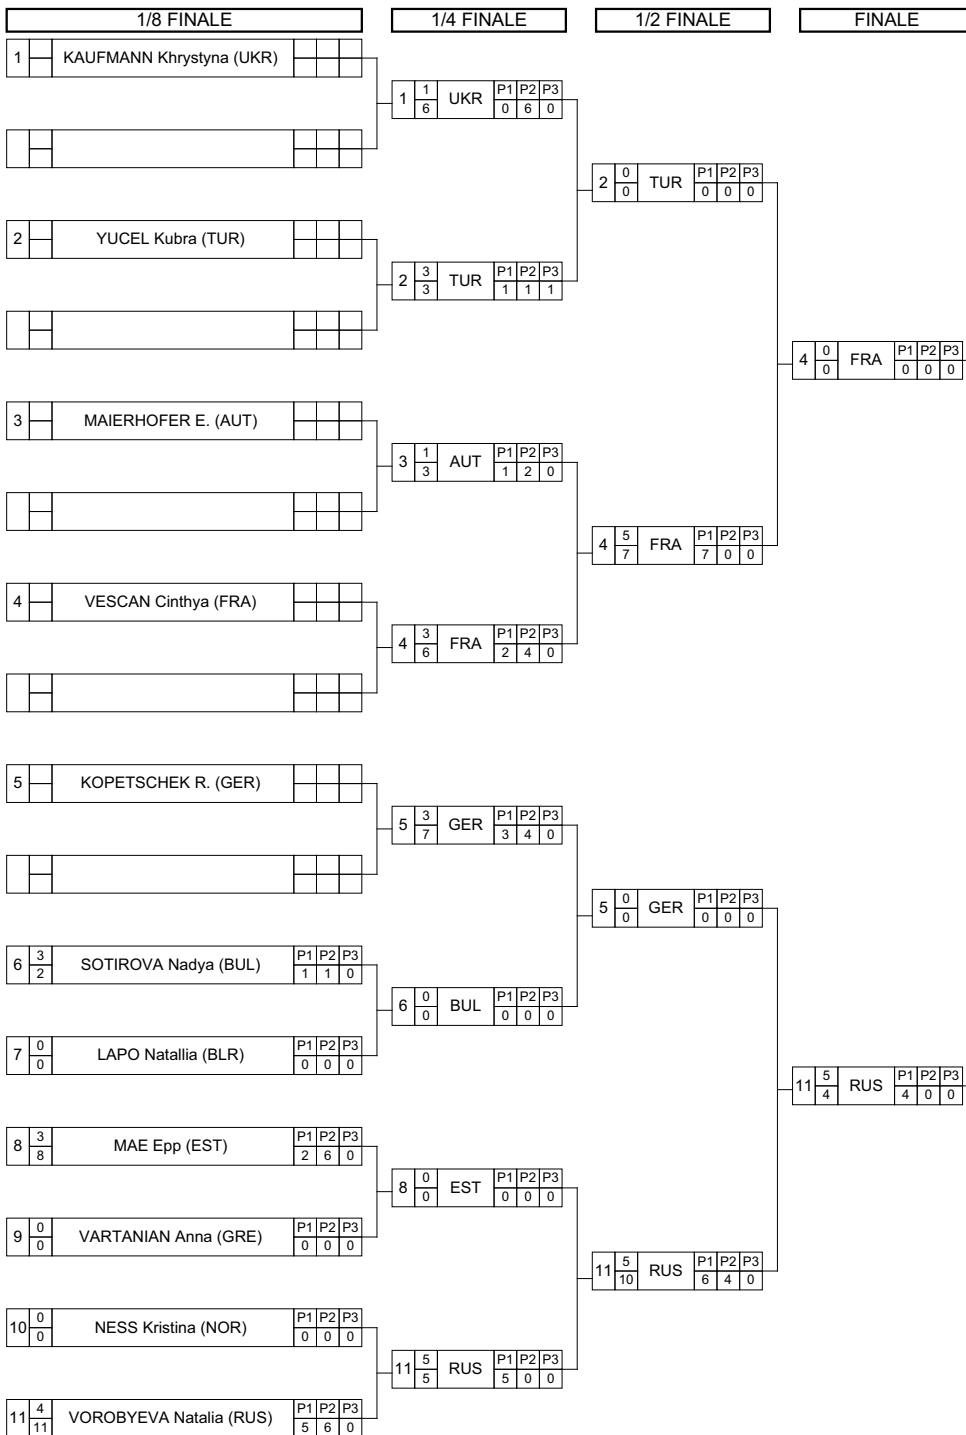 1/8 FINALE 1/4 FINALE 1/2 FINALE FINALE
1 KAUFMANN Khrystyna (UKR)
1 1 6 UKR P1 P2 P3 0 6 0
2 0 0 TUR P1 P2 P3 0 0 0
2 YUCEL Kubra (TUR)
2 3 3 TUR P1 P2 P3 1 1 1
4 0 0 FRA P1 P2 P3 0 0 0
3 MAIERHOFER E. (AUT)
3 1 3 AUT P1 P2 P3 1 2 0
4 5 7 FRA P1 P2 P3 7 0 0
4 VESCAN Cinthya (FRA)
4 3 6 FRA P1 P2 P3 2 4 0
5 KOPETSCHEK R. (GER)
5 3 7 GER P1 P2 P3 3 4 0
5 0 0 GER P1 P2 P3 0 0 0
6 3 2 SOTIROVA Nadya (BUL) P1 P2 P3 1 1 0
6 0 0 BUL P1 P2 P3 0 0 0
7 0 0 LAPO Natallia (BLR) P1 P2 P3 0 0 0
11 5 4 RUS P1 P2 P3 4 0 0
8 3 8 MAE Epp (EST) P1 P2 P3 2 6 0
8 0 0 EST P1 P2 P3 0 0 0
9 0 0 VARTANIAN Anna (GRE) P1 P2 P3 0 0 0
11 5 10 RUS P1 P2 P3 6 4 0
10 0 0 NESS Kristina (NOR) P1 P2 P3 0 0 0
11 5 5 RUS P1 P2 P3 5 0 0
11 4 11 VOROBYEVA Natalia (RUS) P1 P2 P3 5 6 0